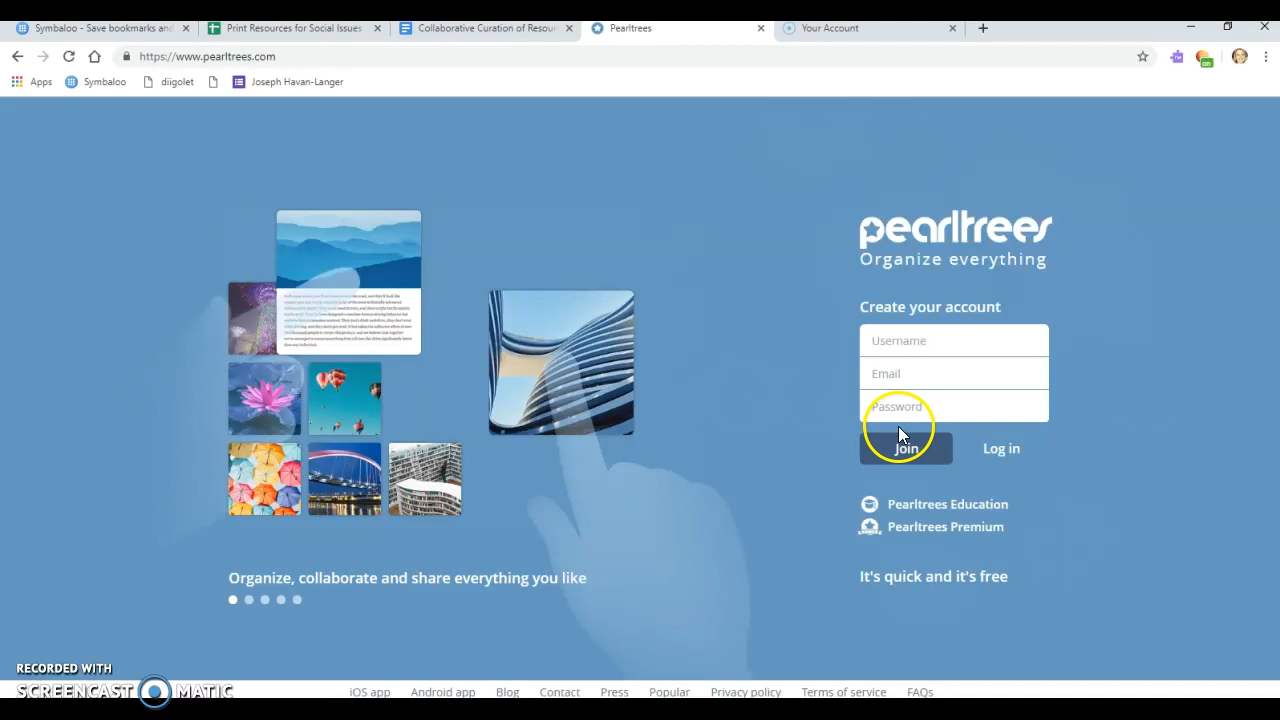 Symbaloo - Save bookmarks and
Print Resources for Social Issues
Collaborative Curation of Resour
Pearltrees
Your Account
https://www.pearltrees.com
Apps
Symbaloo
diigolet
Joseph Havan-Langer
pearltrees
Organize everything
Create your account
Username
Email
Password
Join
Log in
Pearltrees Education
Pearltrees Premium
It's quick and it's free
Organize, collaborate and share everything you like
RECORDED WITH
SCREENCAST MATIC
iOS app
Android app
Blog
Contact
Press
Popular
Privacy policy
Terms of service
FAQs